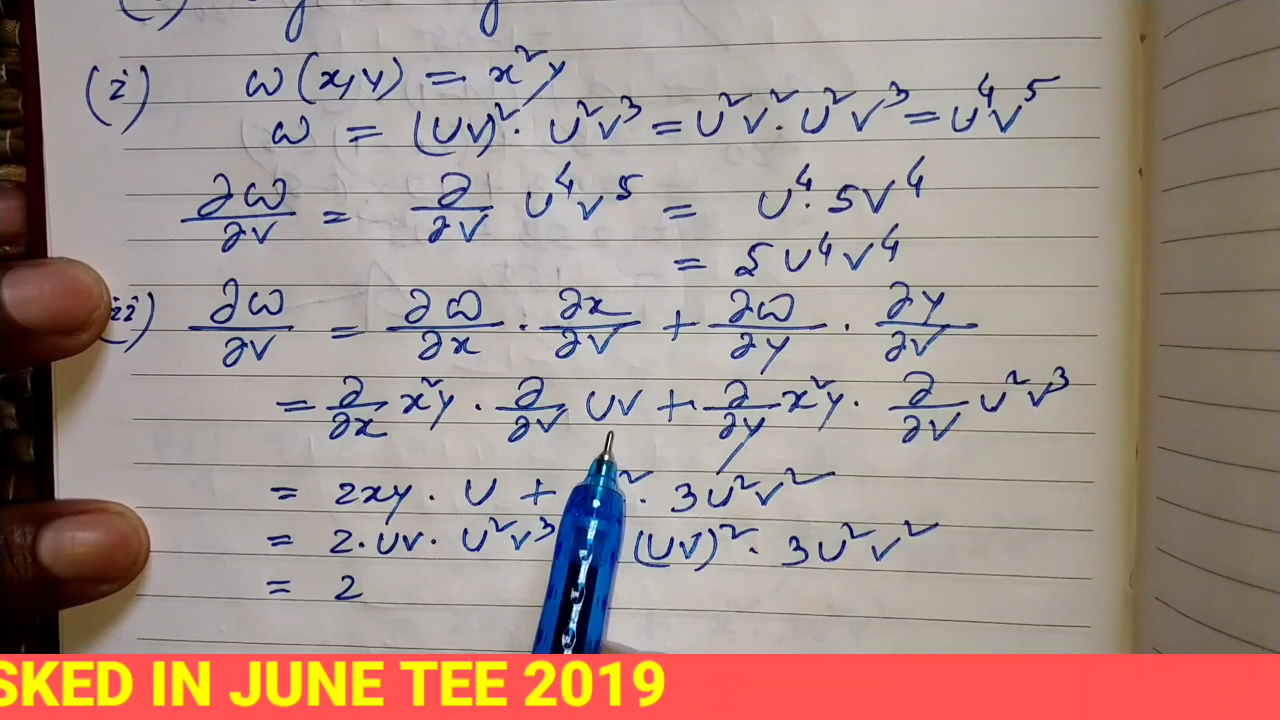 (i) ω(x,y) = x²y
ω = (UV)². U²V³ = U²V². U²V³ = U⁴V⁵
∂ω/∂V = ∂/∂V U⁴V⁵ = U⁴. 5V⁴
= 5U⁴V⁴
ii) ∂ω/∂V = ∂ω/∂x . ∂x/∂V + ∂ω/∂y . ∂y/∂V
= ∂/∂x x²y . ∂/∂V UV + ∂/∂y x²y . ∂/∂V U²V³
= 2xy . U + ². 3U²V²
= 2.UV. U²V³ (UV)². 3U²V²
= 2
SKED IN JUNE TEE 2019